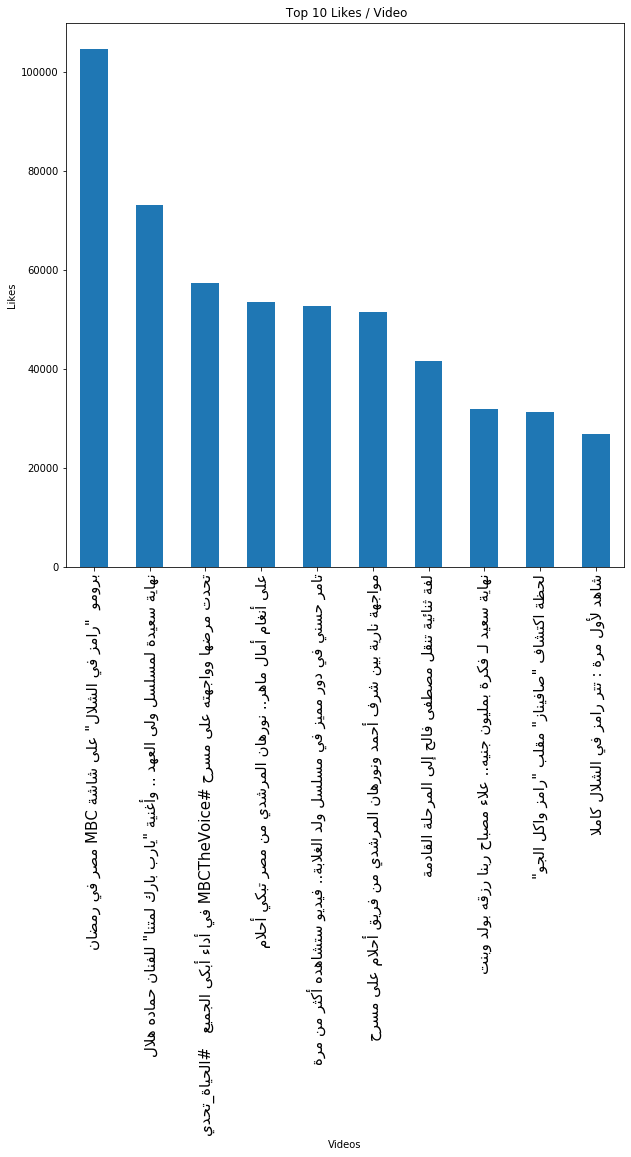 Top 10 Likes / Video
100000
80000
60000
40000
20000
0
Likes
برومو "رامز في الشلال" على شاشة MBC مصر في رمضان
نهاية سعيدة لمسلسل ولى العهد .. وأغنية "يارب بارك لمتنا" للفنان حماده هلال
تحدت مرضها وواجهته على مسرح #MBCTheVoice في أداء أبكى الجميع #الحياة_تحدي
على أنغام أمال ماهر.. نورهان المرشدي من مصر تبكي أحلام
تامر حسني في دور مميز في مسلسل ولد الغلابة.. فيديو ستشاهده أكثر من مرة
مواجهة نارية بين شرف أحمد ونورهان المرشدي من فريق أحلام على مسرح
لفة ثنائية تنقل مصطفى فالح إلى المرحلة القادمة
نهاية سعيد لـ فكرة بمليون جنيه.. علاء مصباح ربنا رزقه بولد وبنت
لحظة اكتشاف "صافيناز" مقلب "رامز واكل الجو"
شاهد لأول مرة : تتر رامز في الشلال كاملا
Videos